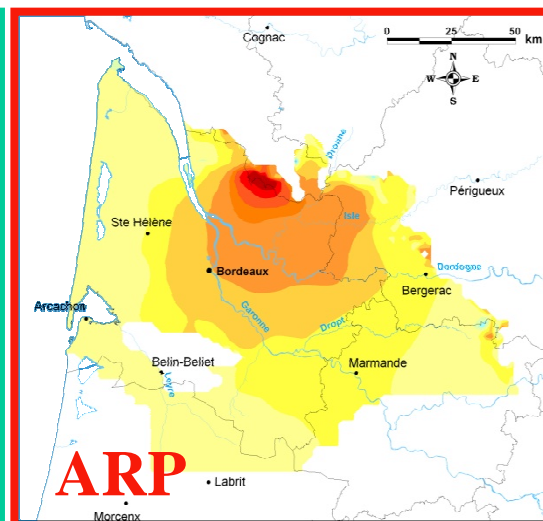 0 25 50
km
Cognac
N
W E
S
Dronne
Périgueux
Isle
Ste Hélène
Bordeaux
Dordogne
Bergerac
Arcachon
Garonne
Dropt
Belin-Beliet
Marmande
Leyre
ARP
Labrit
Morcenx